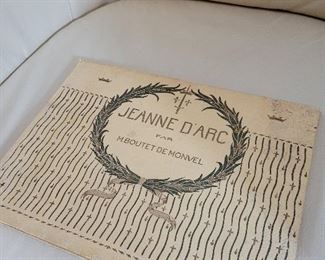 JEANNE D'ARC
PAR
M. BOUTET DE MONVEL